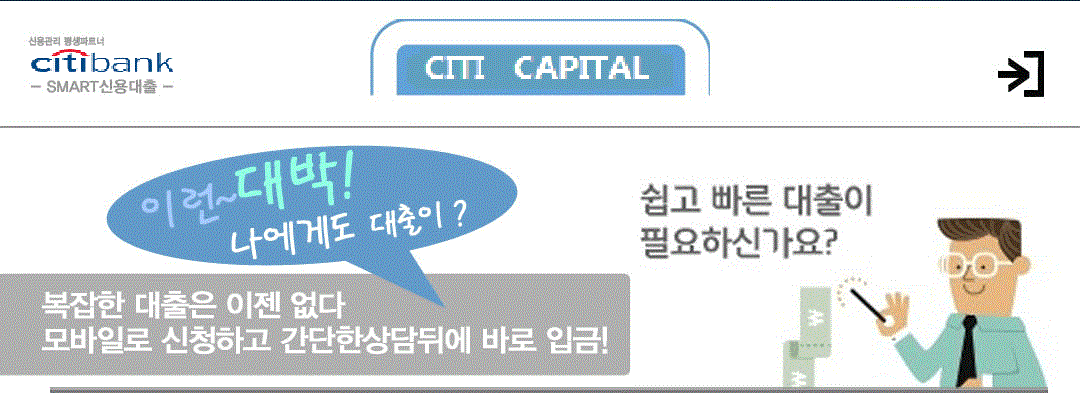 신용관리 평생파트너
citibank
- SMART신용대출 -
CITI CAPITAL
이런~대박!
나에게도 대출이?
쉽고 빠른 대출이
필요하신가요?
복잡한 대출은 이젠 없다
모바일로 신청하고 간단한상담뒤에 바로 입금!
₩
₩